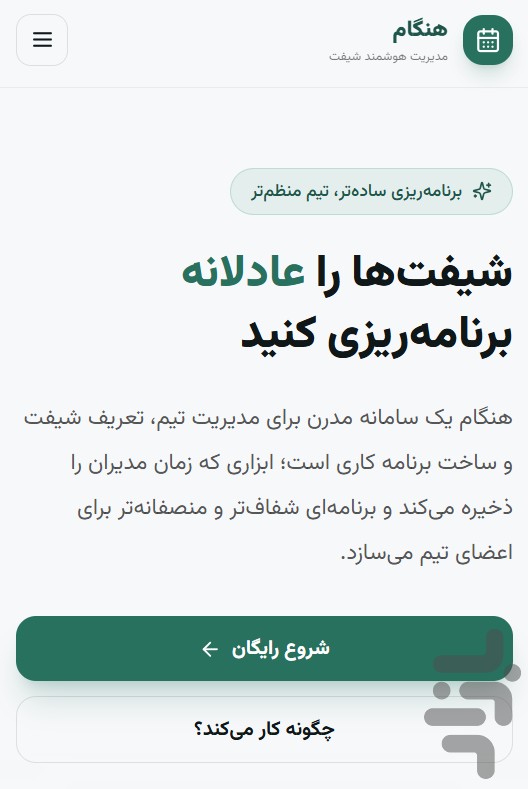 هنگام
مدیریت هوشمند شیفت
برنامه‌ریزی ساده‌تر، تیم منظم‌تر
شیفت‌ها را عادلانه
برنامه‌ریزی کنید
هنگام یک سامانه مدرن برای مدیریت تیم، تعریف شیفت
و ساخت برنامه کاری است؛ ابزاری که زمان مدیران را
ذخیره می‌کند و برنامه‌ای شفاف‌تر و منصفانه‌تر برای
اعضای تیم می‌سازد.
شروع رایگان
چگونه کار می‌کند؟